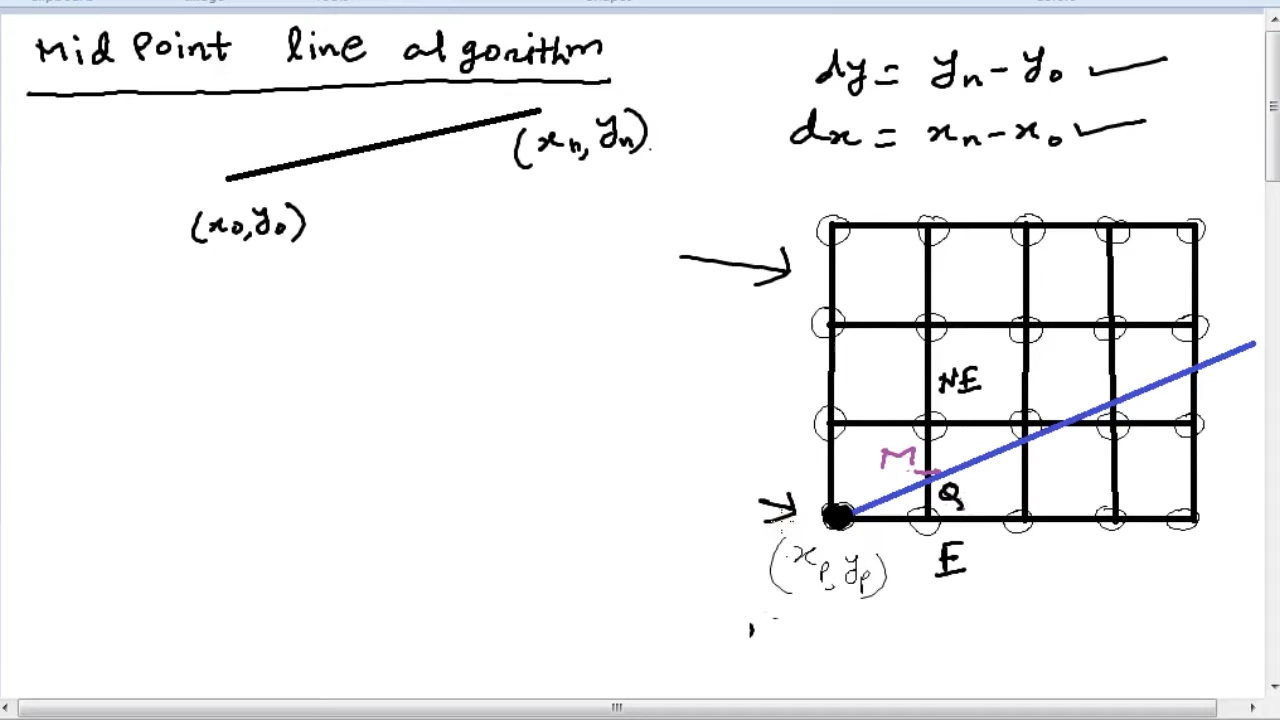 Mid Point line algorithm
(x₀, y₀)
(xₙ, yₙ).
dy = yₙ - y₀
dx = xₙ - x₀
NE
M
Q
E
(xₚ, yₚ)